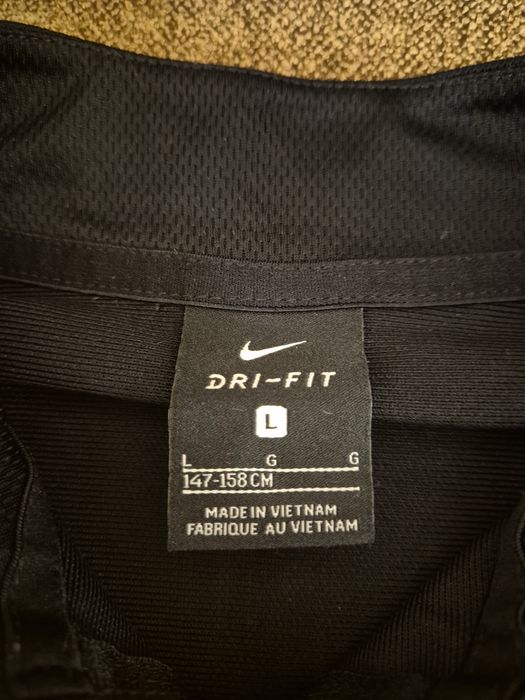 DRI-FIT
L
L G G
147-158CM
MADE IN VIETNAM
FABRIQUE AU VIETNAM